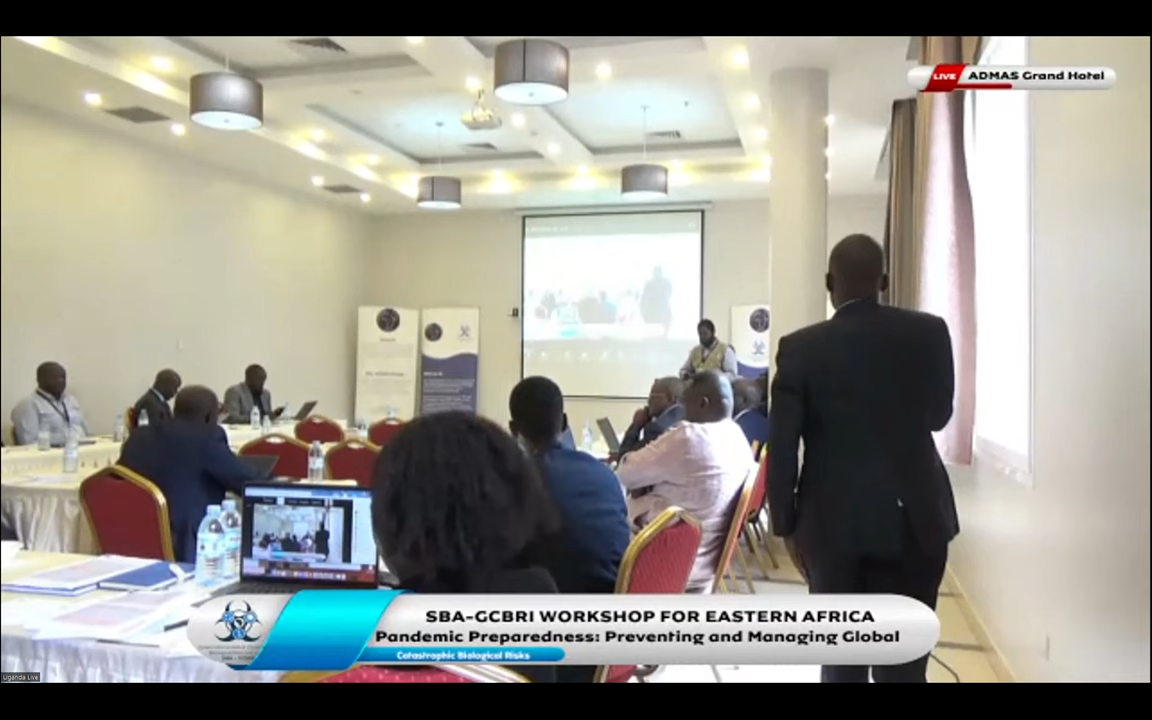 LIVE ADMAS Grand Hotel
SBA-GCBRI WORKSHOP FOR EASTERN AFRICA
Pandemic Preparedness: Preventing and Managing Global
Catastrophic Biological Risks
Uganda Live